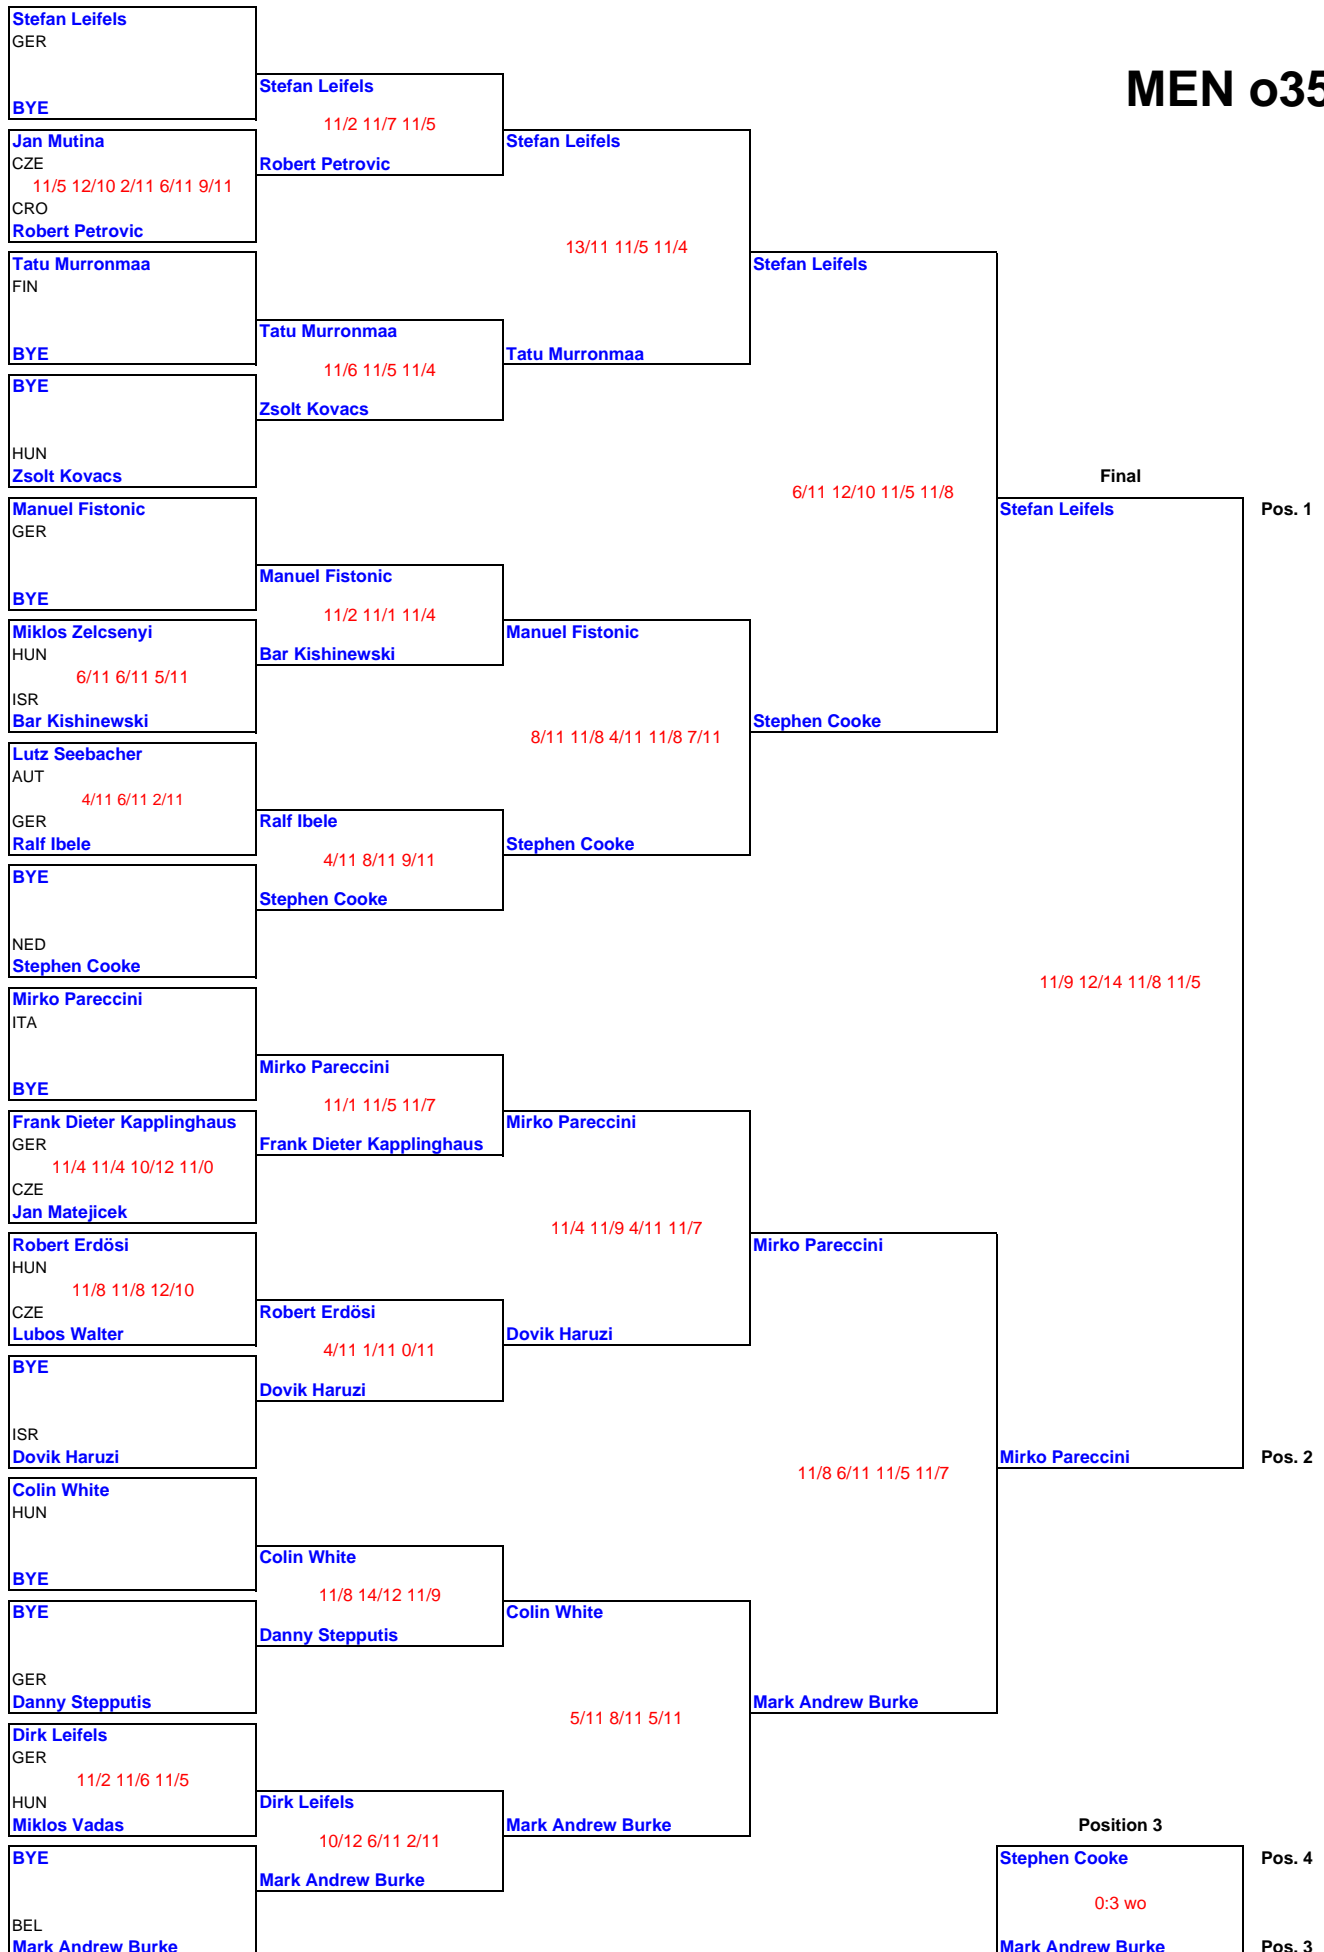 MEN o35
Stefan Leifels
GER
BYE
Jan Mutina
CZE
11/5 12/10 2/11 6/11 9/11
CRO
Robert Petrovic
Tatu Murronmaa
FIN
BYE
BYE
HUN
Zsolt Kovacs
Manuel Fistonic
GER
BYE
Miklos Zelcsenyi
HUN
6/11 6/11 5/11
ISR
Bar Kishinewski
Lutz Seebacher
AUT
4/11 6/11 2/11
GER
Ralf Ibele
BYE
NED
Stephen Cooke
Mirko Pareccini
ITA
BYE
Frank Dieter Kapplinghaus
GER
11/4 11/4 10/12 11/0
CZE
Jan Matejicek
Robert Erdösi
HUN
11/8 11/8 12/10
CZE
Lubos Walter
BYE
ISR
Dovik Haruzi
Colin White
HUN
BYE
BYE
GER
Danny Stepputis
Dirk Leifels
GER
11/2 11/6 11/5
HUN
Miklos Vadas
BYE
BEL
Mark Andrew Burke
Stefan Leifels
11/2 11/7 11/5
Robert Petrovic
Tatu Murronmaa
11/6 11/5 11/4
Zsolt Kovacs
Manuel Fistonic
11/2 11/1 11/4
Bar Kishinewski
Ralf Ibele
4/11 8/11 9/11
Stephen Cooke
Mirko Pareccini
11/1 11/5 11/7
Frank Dieter Kapplinghaus
Robert Erdösi
4/11 1/11 0/11
Dovik Haruzi
Colin White
11/8 14/12 11/9
Danny Stepputis
Dirk Leifels
10/12 6/11 2/11
Mark Andrew Burke
Stefan Leifels
13/11 11/5 11/4
Tatu Murronmaa
Manuel Fistonic
8/11 11/8 4/11 11/8 7/11
Stephen Cooke
Mirko Pareccini
11/4 11/9 4/11 11/7
Dovik Haruzi
Colin White
5/11 8/11 5/11
Mark Andrew Burke
Stefan Leifels
6/11 12/10 11/5 11/8
Stephen Cooke
Mirko Pareccini
11/8 6/11 11/5 11/7
Mark Andrew Burke
Final
Stefan Leifels Pos. 1
11/9 12/14 11/8 11/5
Mirko Pareccini Pos. 2
Position 3
Stephen Cooke Pos. 4
0:3 wo
Mark Andrew Burke Pos. 3